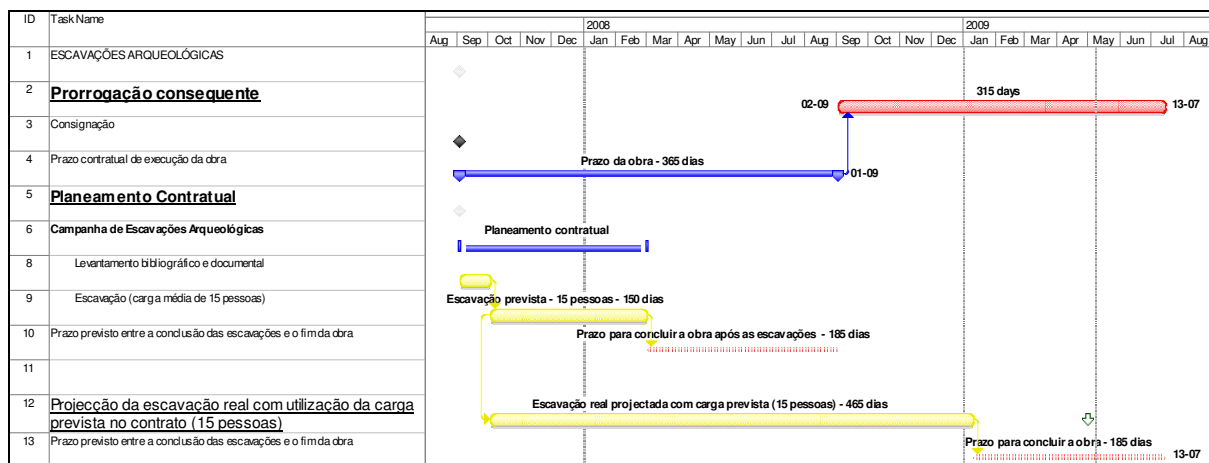 ID Task Name
2008 2009
Aug Sep Oct Nov Dec Jan Feb Mar Apr May Jun Jul Aug Sep Oct Nov Dec Jan Feb Mar Apr May Jun Jul Aug
1 ESCAVAÇÕES ARQUEOLÓGICAS
2 Prorrogação consequente
02-09 315 days 13-07
3 Consignação
4 Prazo contratual de execução da obra
Prazo da obra - 365 dias
01-09
5 Planeamento Contratual
6 Campanha de Escavações Arqueológicas
Planeamento contratual
8 Levantamento bibliográfico e documental
9 Escavação (carga média de 15 pessoas)
Escavação prevista - 15 pessoas - 150 dias
10 Prazo previsto entre a conclusão das escavações e o fim da obra
Prazo para concluir a obra após as escavações - 185 dias
11
12 Projecção da escavação real com utilização da carga
prevista no contrato (15 pessoas)
Escavação real projectada com carga prevista (15 pessoas) - 465 dias
13 Prazo previsto entre a conclusão das escavações e o fim da obra
Prazo para concluir a obra - 185 dias
13-07